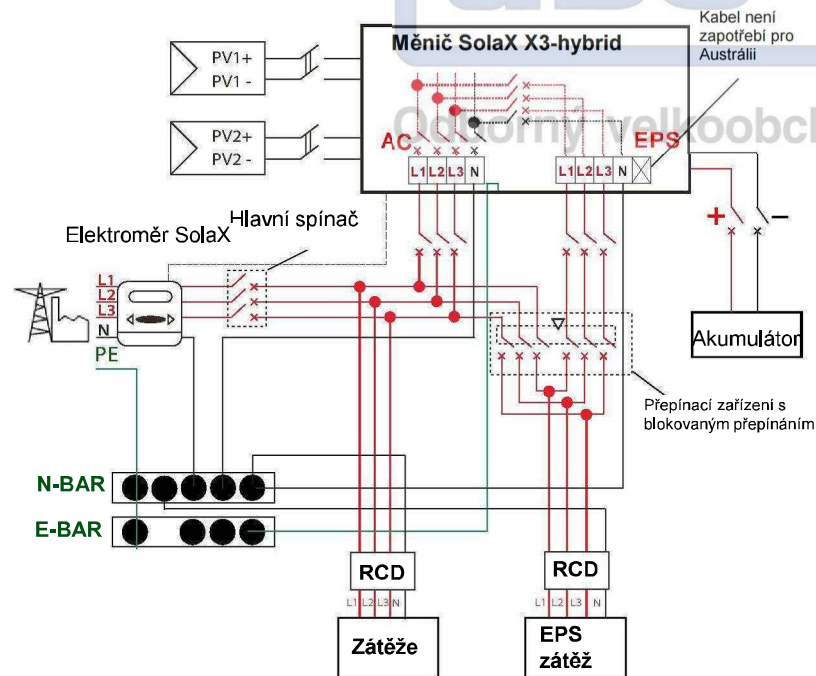 Kabel není
zapotřebí pro
Austrálii
Měnič SolaX X3-hybrid
PV1+
PV1 -
PV2+
PV2 -
Odborný velkoobch
AC
EPS
L1 L2 L3 N
L1 L2 L3 N
+ −
Hlavní spínač
Elektroměr SolaX
L1
L2
L3
N
PE
Akumulátor
Přepínací zařízení s
blokovaným přepínáním
N-BAR
E-BAR
RCD
RCD
L1 L2 L3 N
L1 L2 L3 N
Zátěže
EPS
zátěž